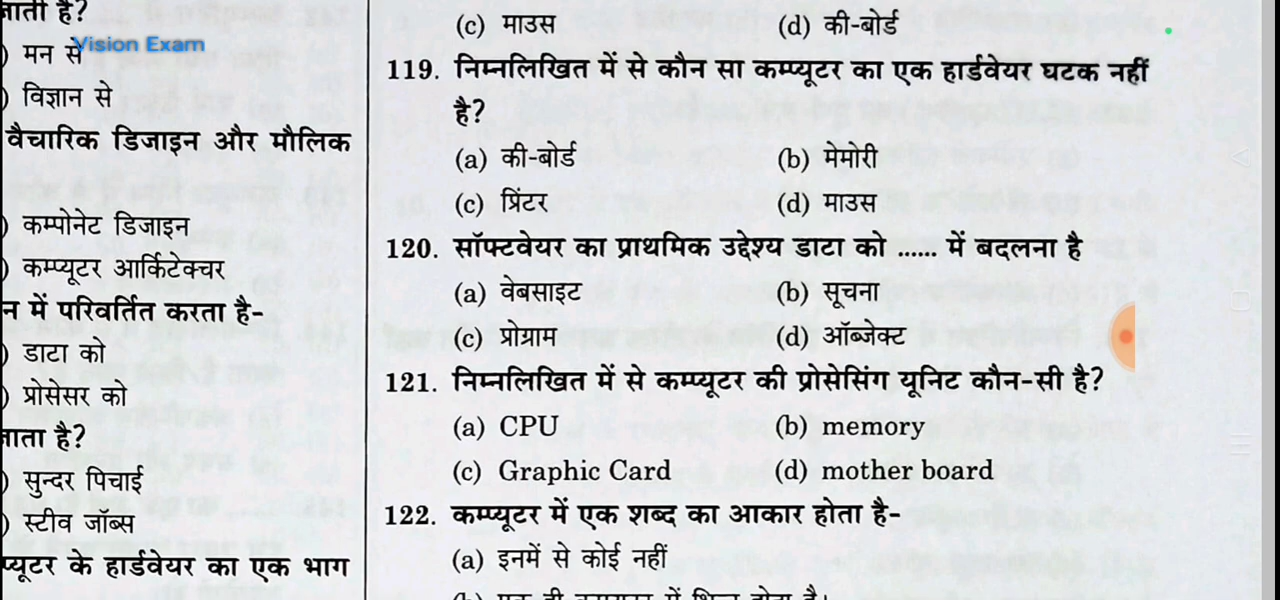 जाती है?
) मन से
Vision Exam
) विज्ञान से
वैचारिक डिजाइन और मौलिक
) कम्पोनेट डिजाइन
) कम्प्यूटर आर्किटेक्चर
न में परिवर्तित करता है-
) डाटा को
) प्रोसेसर को
जाता है?
) सुन्दर पिचाई
) स्टीव जॉब्स
प्यूटर के हार्डवेयर का एक भाग
(c) माउस (d) की-बोर्ड
119. निम्नलिखित में से कौन सा कम्प्यूटर का एक हार्डवेयर घटक नहीं
है?
(a) की-बोर्ड (b) मेमोरी
(c) प्रिंटर (d) माउस
120. सॉफ्टवेयर का प्राथमिक उद्देश्य डाटा को ...... में बदलना है
(a) वेबसाइट (b) सूचना
(c) प्रोग्राम (d) ऑब्जेक्ट
121. निम्नलिखित में से कम्प्यूटर की प्रोसेसिंग यूनिट कौन-सी है?
(a) CPU (b) memory
(c) Graphic Card (d) mother board
122. कम्प्यूटर में एक शब्द का आकार होता है-
(a) इनमें से कोई नहीं